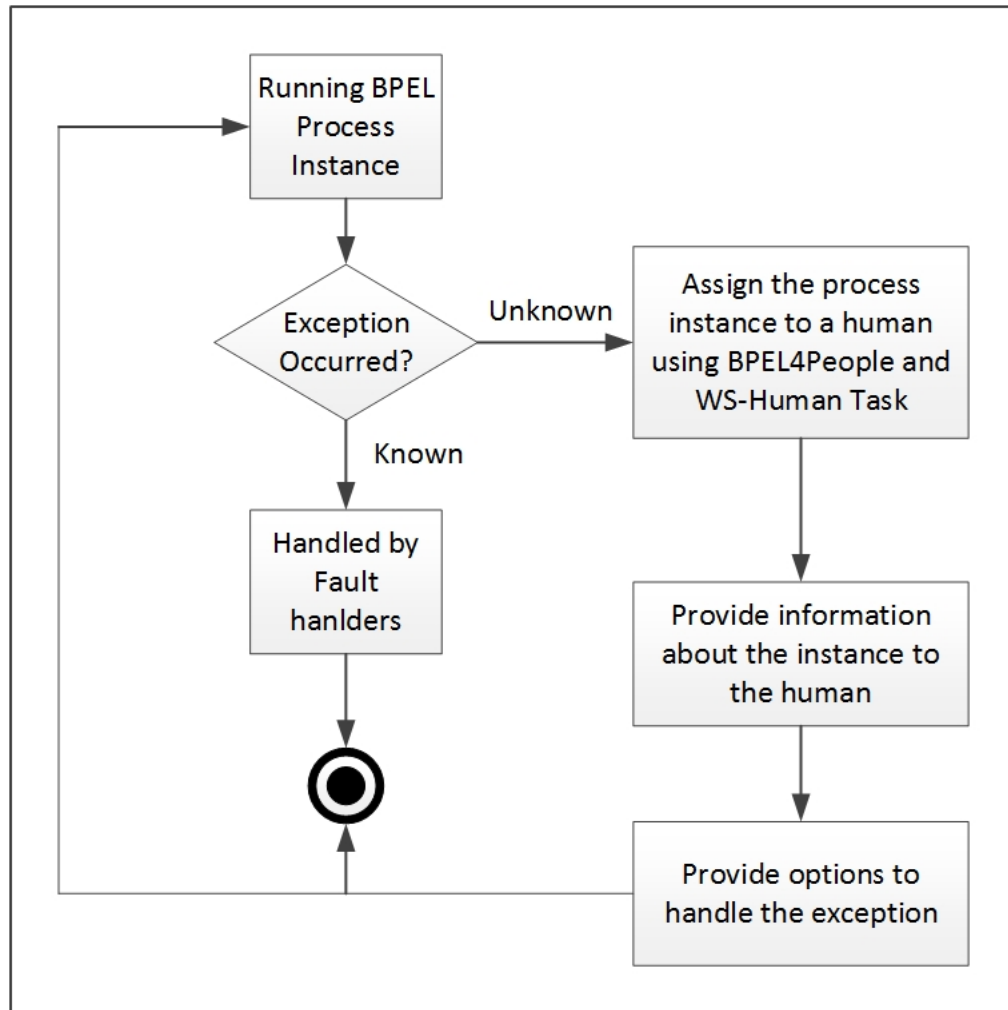 Running BPEL
Process
Instance
Exception
Occurred?
Unknown
Assign the process
instance to a human
using BPEL4People and
WS-Human Task
Known
Handled by
Fault
hanlders
Provide information
about the instance to
the human
Provide options to
handle the exception